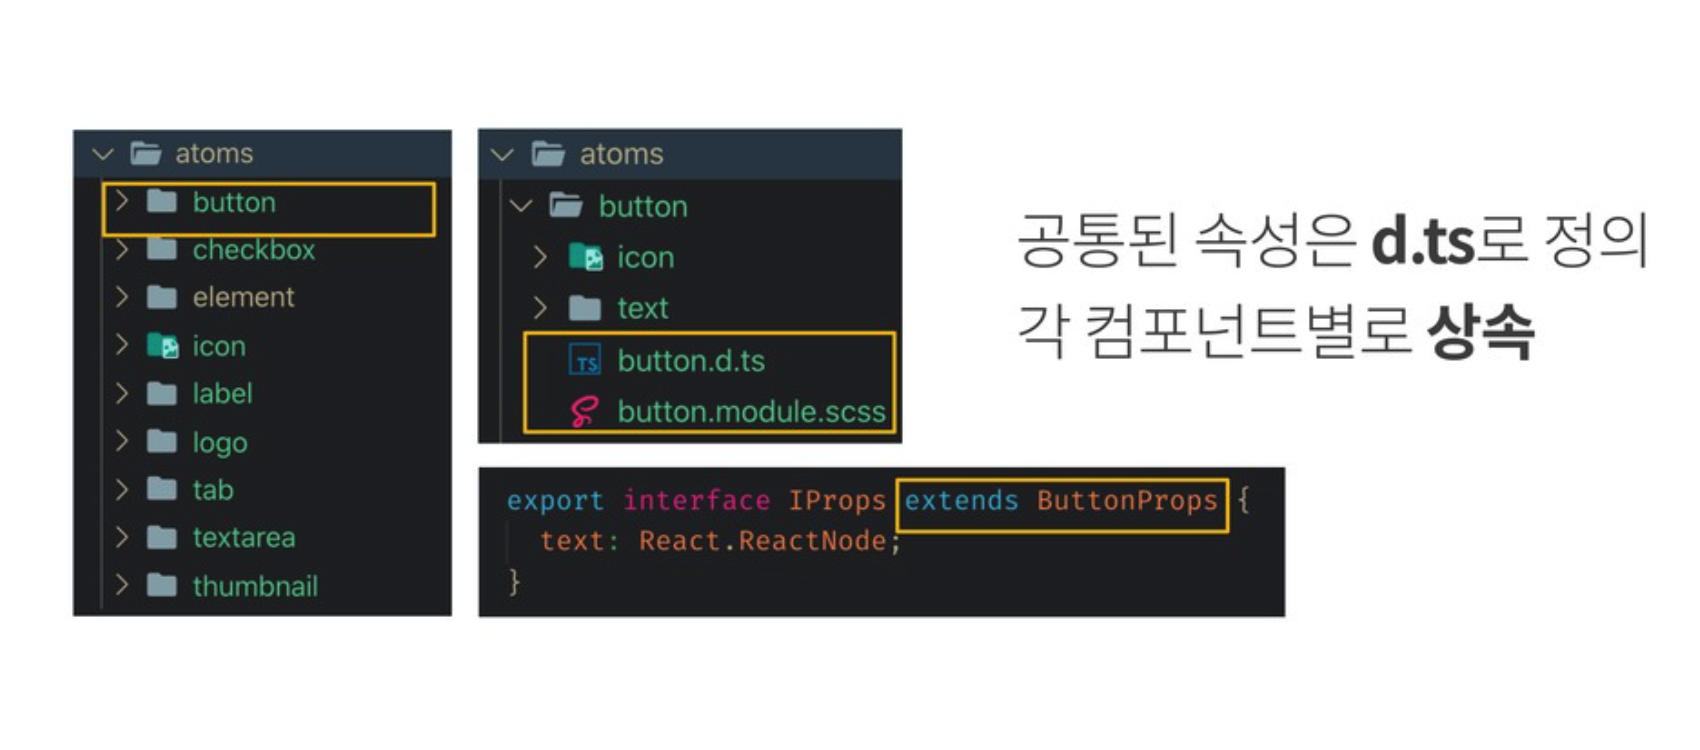 atoms
button
checkbox
element
icon
label
logo
tab
textarea
thumbnail
atoms
button
icon
text
TS button.d.ts
button.module.scss
export interface IProps extends ButtonProps {
text: React.ReactNode;
}
공통된 속성은 d.ts로 정의
각 컴포넌트별로 상속